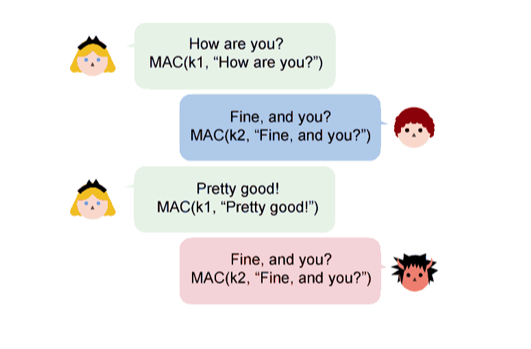 How are you?
MAC(k1, “How are you?”)
Fine, and you?
MAC(k2, “Fine, and you?”)
Pretty good!
MAC(k1, “Pretty good!”)
Fine, and you?
MAC(k2, “Fine, and you?”)